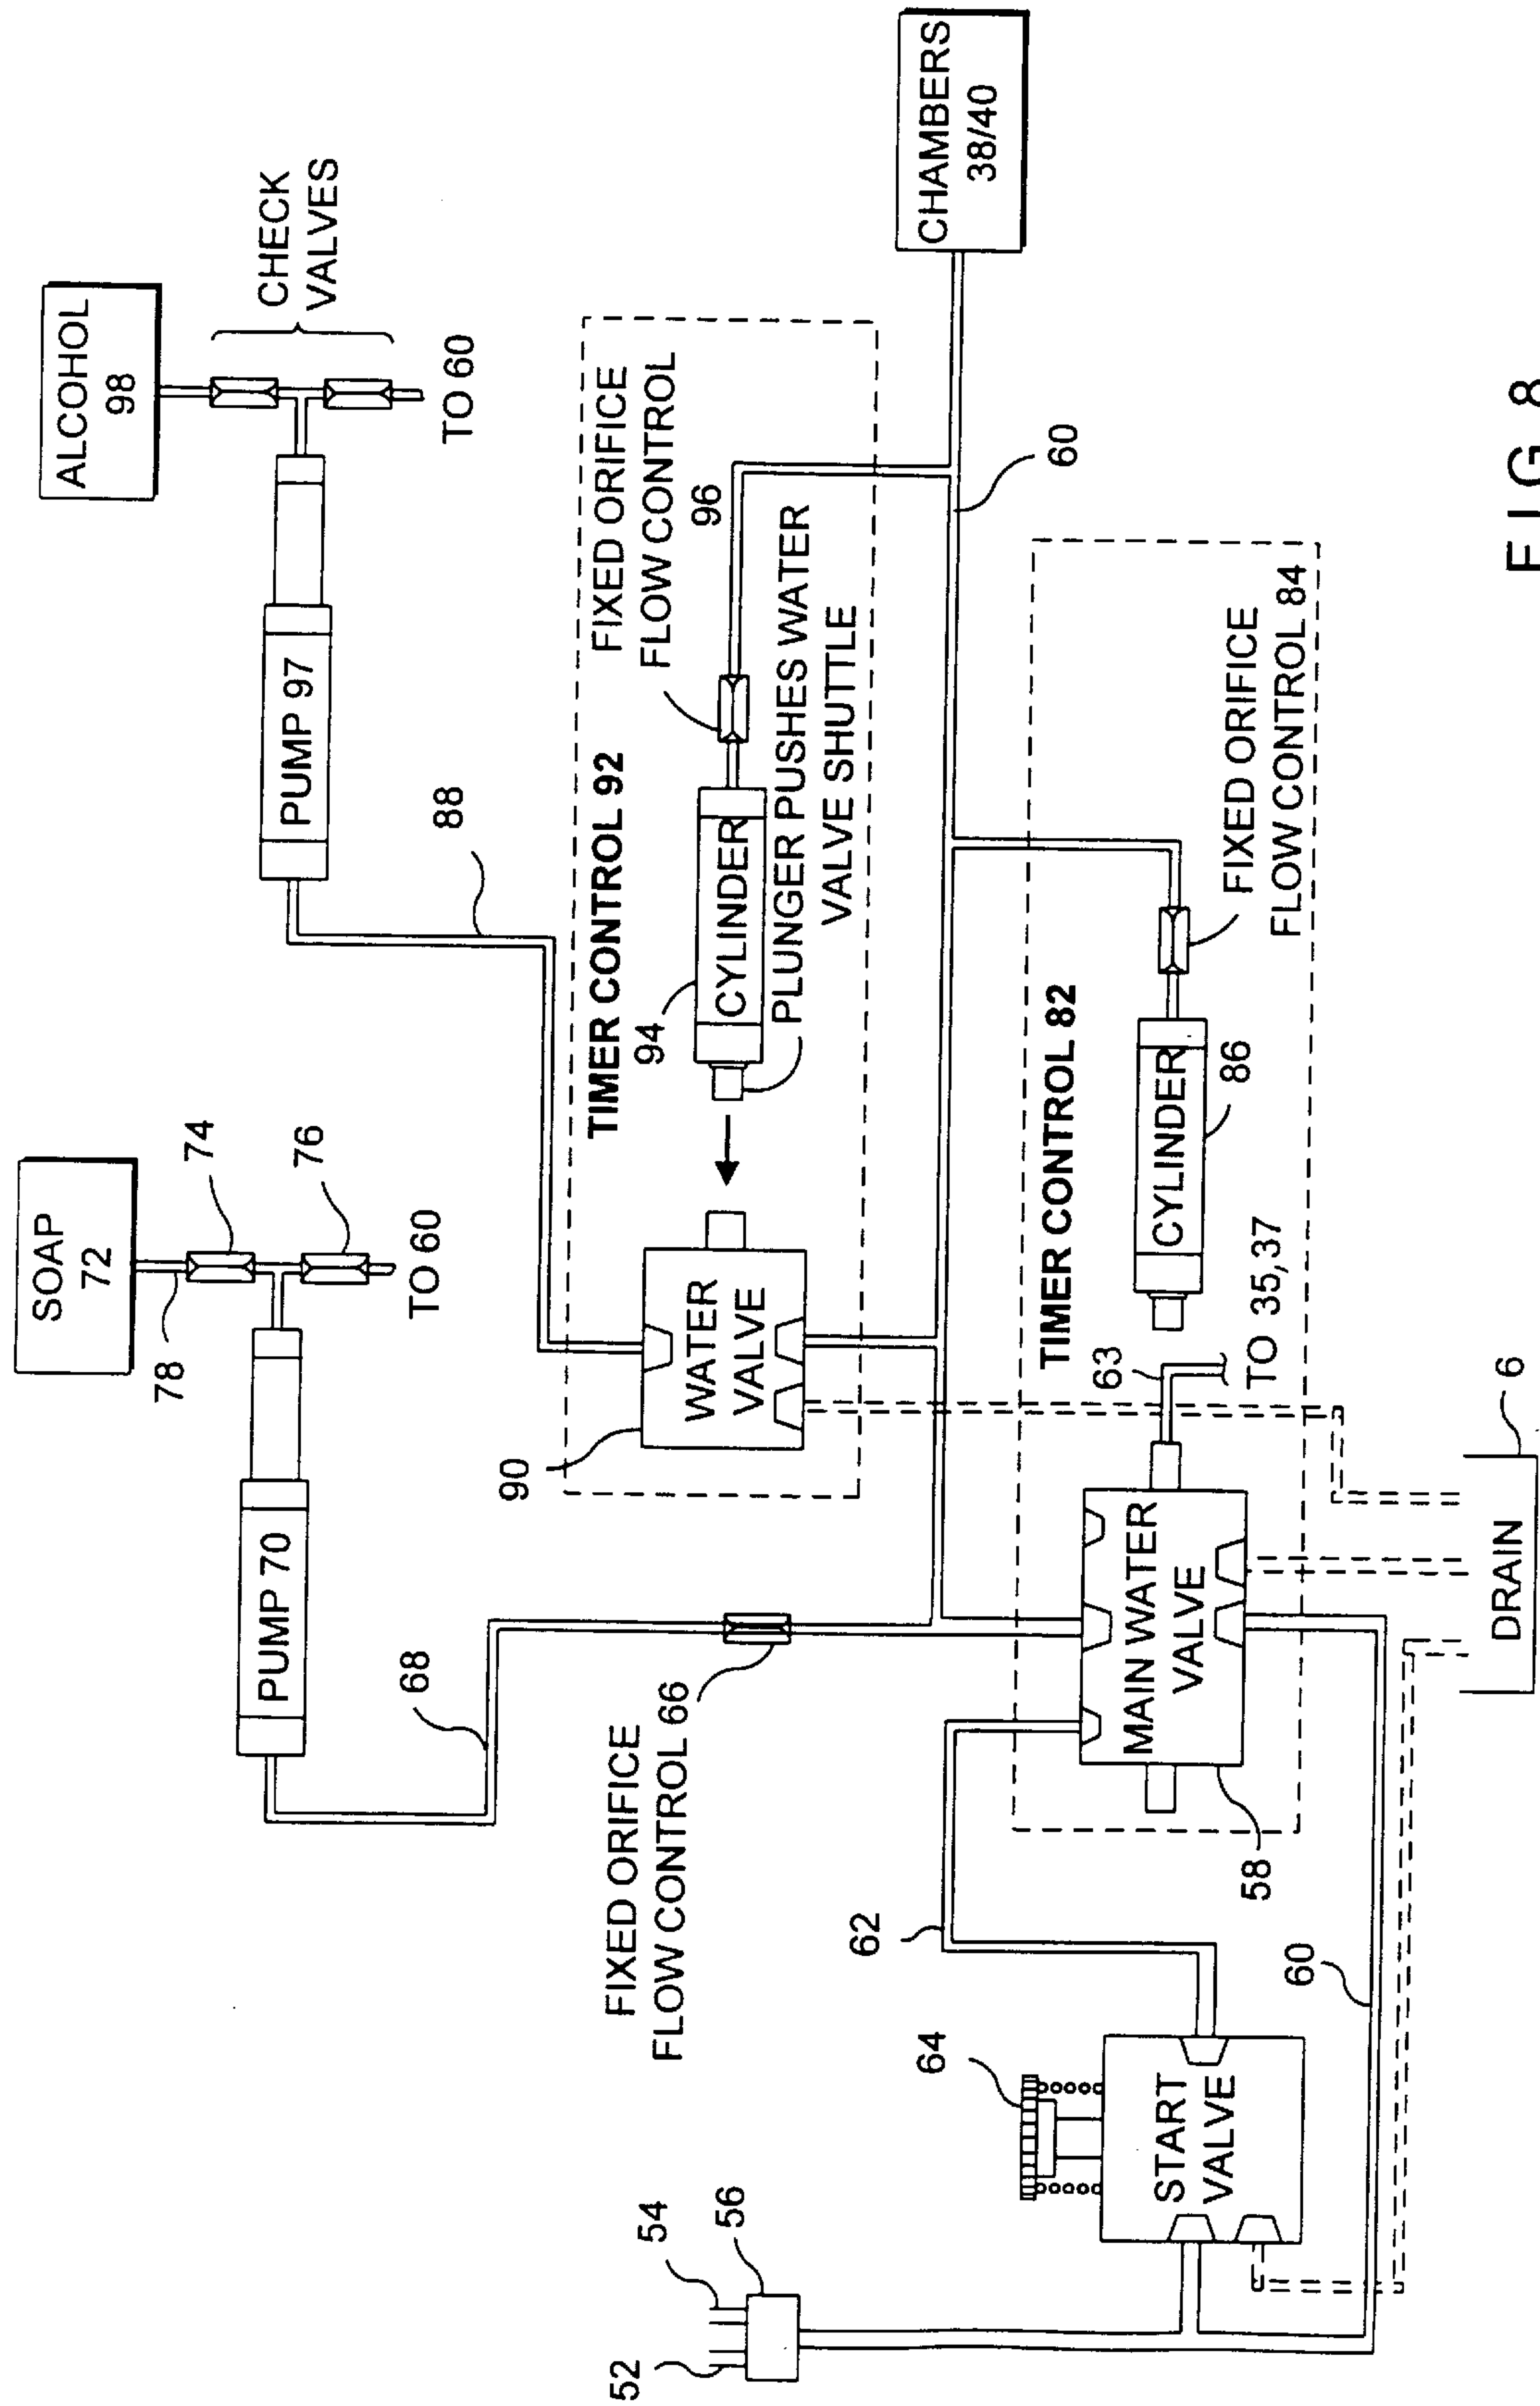 SOAP
72
78
74
76
TO 60
PUMP 70
68
FIXED ORIFICE
FLOW CONTROL 66
ALCOHOL
98
CHECK
VALVES
TO 60
PUMP 97
88
TIMER CONTROL 92
FIXED ORIFICE
FLOW CONTROL
96
94
CYLINDER
PLUNGER PUSHES WATER
VALVE SHUTTLE
90
WATER
VALVE
CHAMBERS
38/40
60
TIMER CONTROL 82
FIXED ORIFICE
FLOW CONTROL 84
CYLINDER
86
63
TO 35,37
MAIN WATER
VALVE
58
62
64
START
VALVE
52
54
56
60
DRAIN
6
FIG. 8